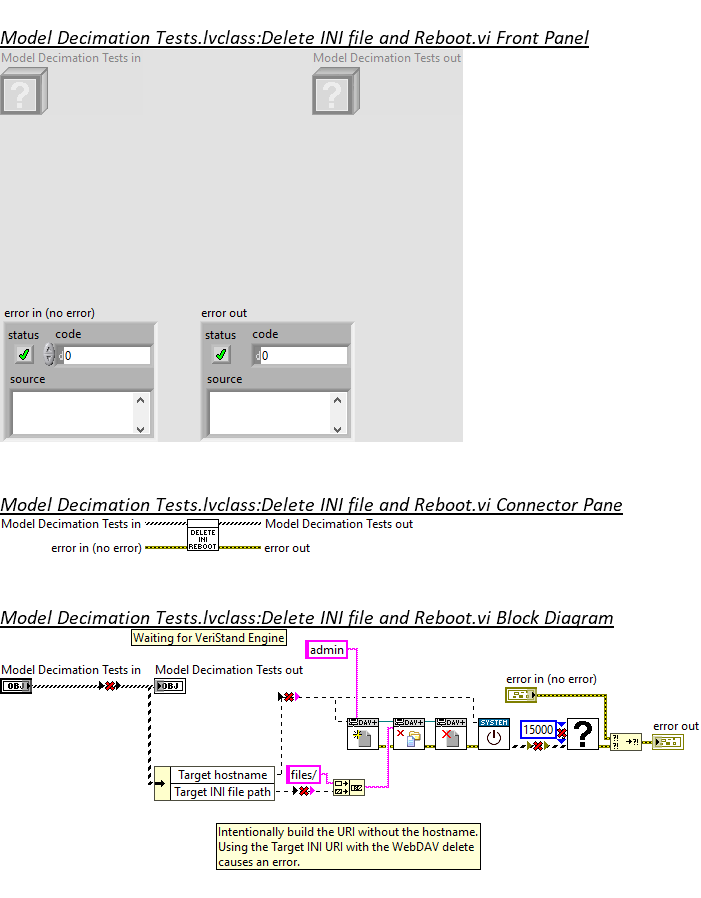 Model Decimation Tests.lvclass:Delete INI file and Reboot.vi Front Panel
Model Decimation Tests in
Model Decimation Tests out
?
?
error in (no error)
error out
status code
0
source
status code
0
source
Model Decimation Tests.lvclass:Delete INI file and Reboot.vi Connector Pane
Model Decimation Tests in
Model Decimation Tests out
DELETE
INI
REBOOT
error in (no error)
error out
Model Decimation Tests.lvclass:Delete INI file and Reboot.vi Block Diagram
Waiting for VeriStand Engine
admin
Model Decimation Tests in
Model Decimation Tests out
OBJ
OBJ
error in (no error)
DAV+
DAV+
DAV+
SYSTEM
15000
?
?!
?!
?!
error out
Target hostname
Target INI file path
files/
Intentionally build the URI without the hostname.
Using the Target INI URI with the WebDAV delete
causes an error.